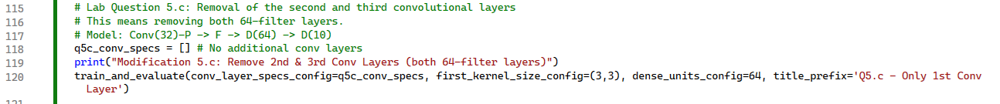 115 # Lab Question 5.c: Removal of the second and third convolutional layers
116 # This means removing both 64-filter layers.
117 # Model: Conv(32)-P -> F -> D(64) -> D(10)
118 q5c_conv_specs = [] # No additional conv layers
119 print("Modification 5.c: Remove 2nd & 3rd Conv Layers (both 64-filter layers)")
120 train_and_evaluate(conv_layer_specs_config=q5c_conv_specs, first_kernel_size_config=(3,3), dense_units_config=64, title_prefix='Q5.c - Only 1st Conv
Layer')
121